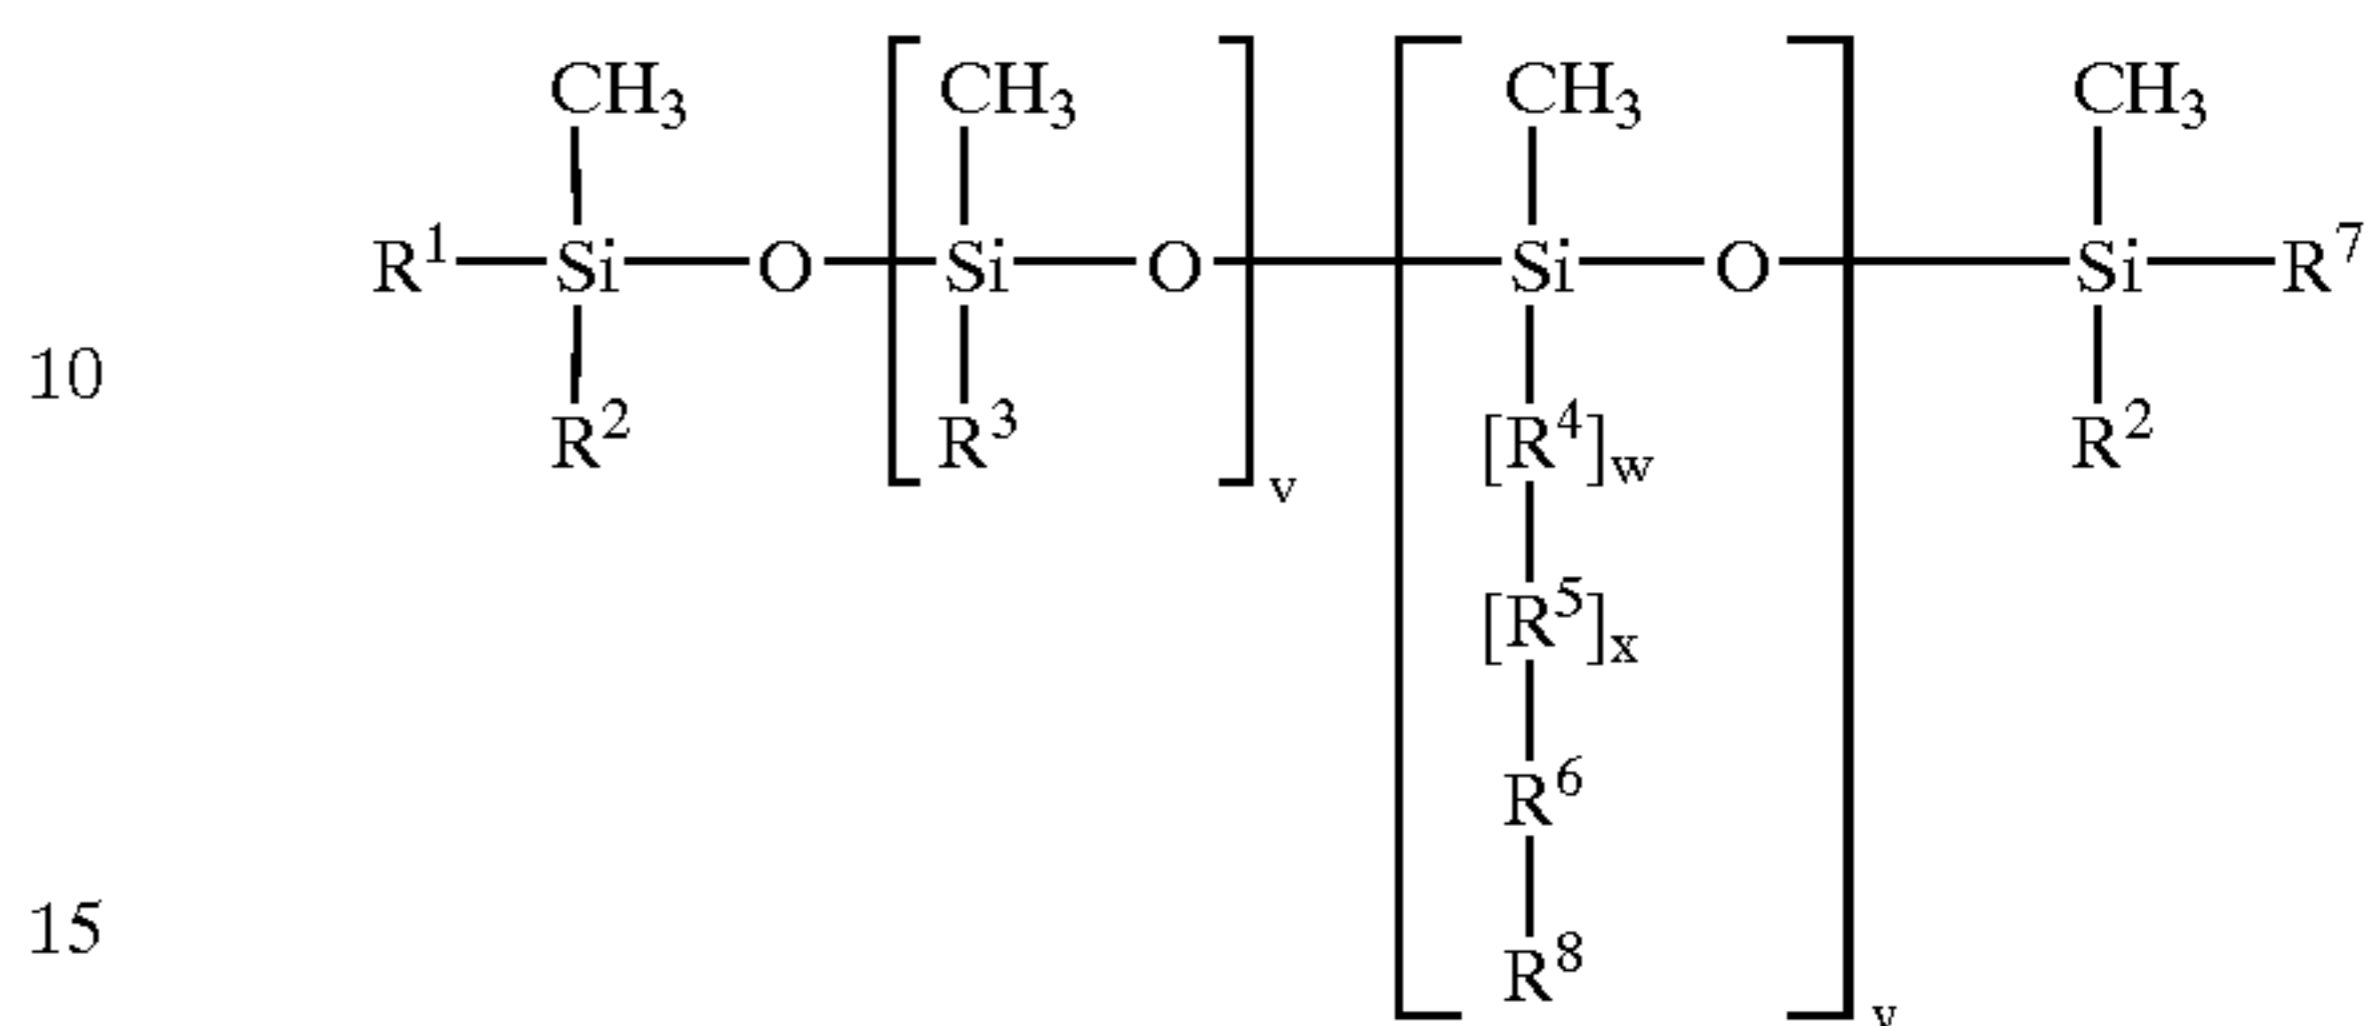 CH₃ CH₃ CH₃ CH₃
R¹—Si—O—[Si—O]ᵥ—[Si—O]—Si—R⁷
10
R² R³ [R⁴]w R²
[R⁵]x
R⁶
15
R⁸